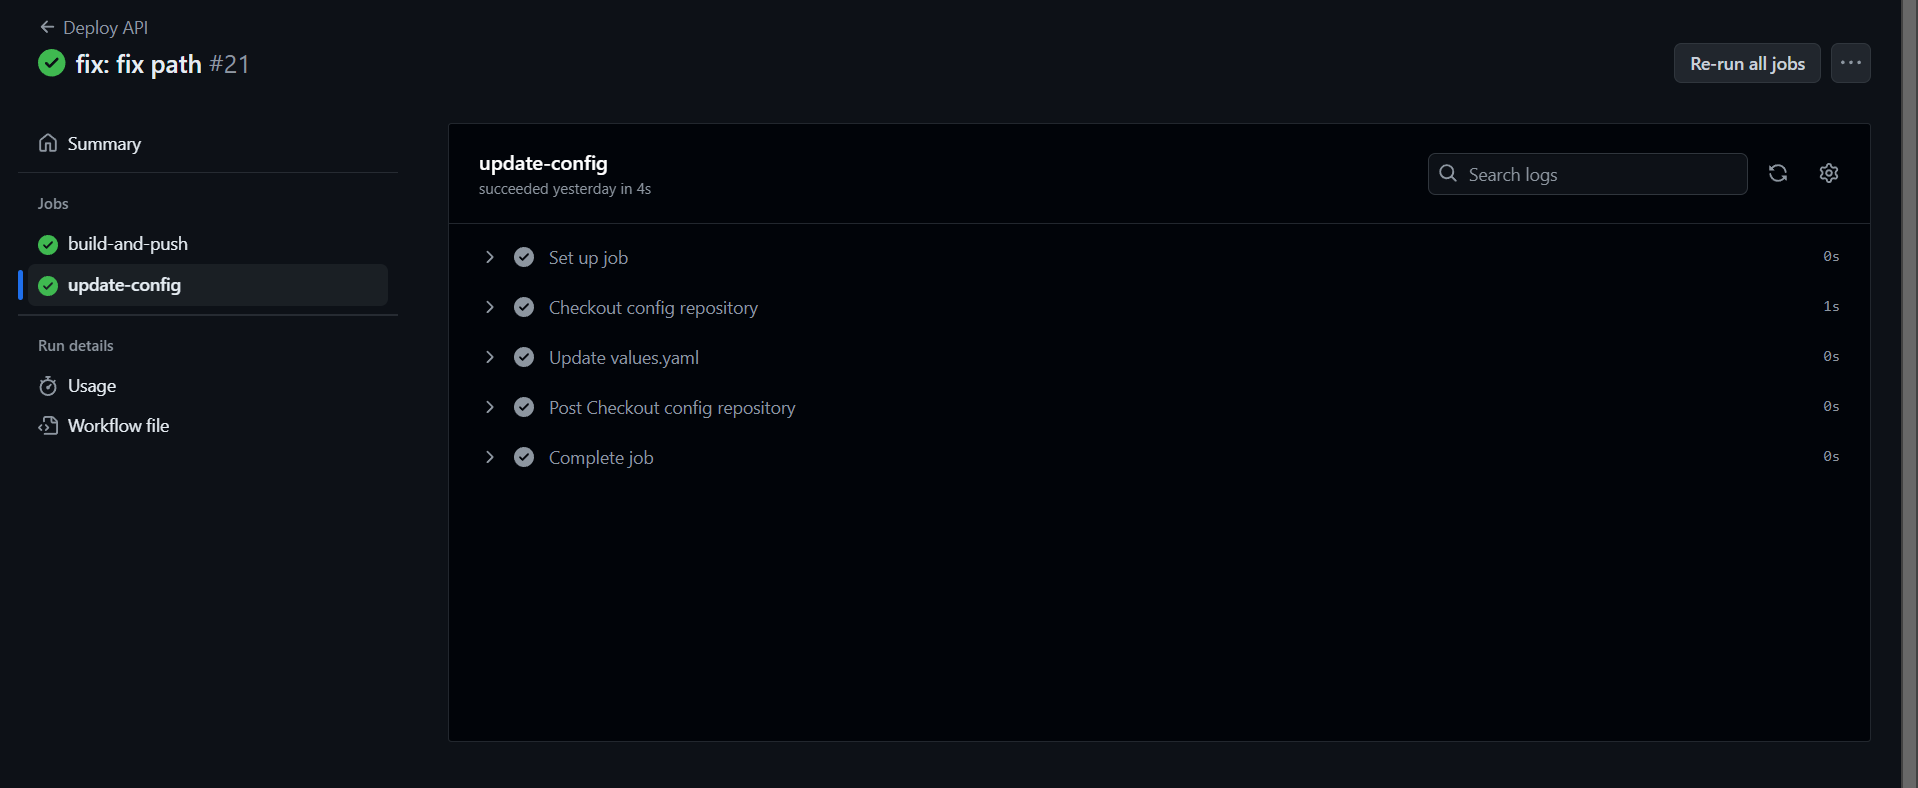 Deploy API
fix: fix path #21
Re-run all jobs
Summary
Jobs
build-and-push
update-config
Run details
Usage
Workflow file
update-config
succeeded yesterday in 4s
Search logs
Set up job 0s
Checkout config repository 1s
Update values.yaml 0s
Post Checkout config repository 0s
Complete job 0s